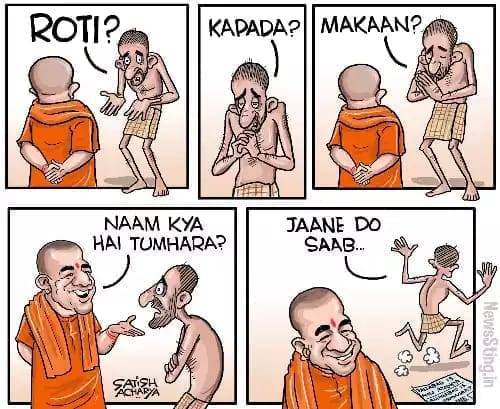 ROTI?
KAPADA?
MAKAAN?
NAAM KYA
HAI TUMHARA?
SATISH
ACHARYA
JAANE DO
SAAB...
NewsSting.in